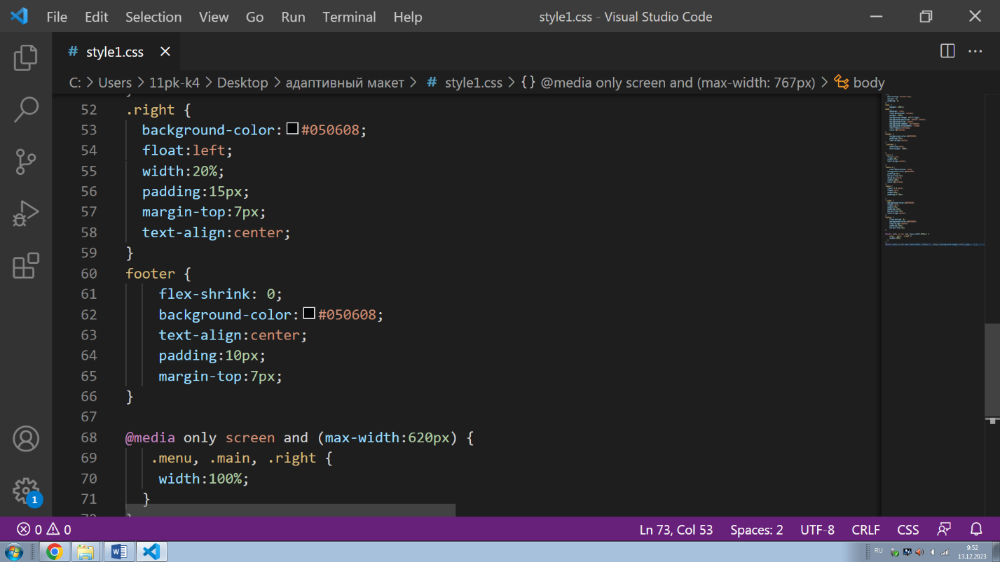 File Edit Selection View Go Run Terminal Help style1.css - Visual Studio Code
# style1.css
C: > Users > 11pk-k4 > Desktop > адаптивный макет > # style1.css > {} @media only screen and (max-width: 767px) > body
52 .right {
53 background-color: #050608;
54 float:left;
55 width:20%;
56 padding:15px;
57 margin-top:7px;
58 text-align:center;
59 }
60 footer {
61 flex-shrink: 0;
62 background-color: #050608;
63 text-align:center;
64 padding:10px;
65 margin-top:7px;
66 }
67
68 @media only screen and (max-width:620px) {
69 .menu, .main, .right {
70 width:100%;
71 }
1
0 0 Ln 73, Col 53 Spaces: 2 UTF-8 CRLF CSS
RU 9:52
13.12.2023